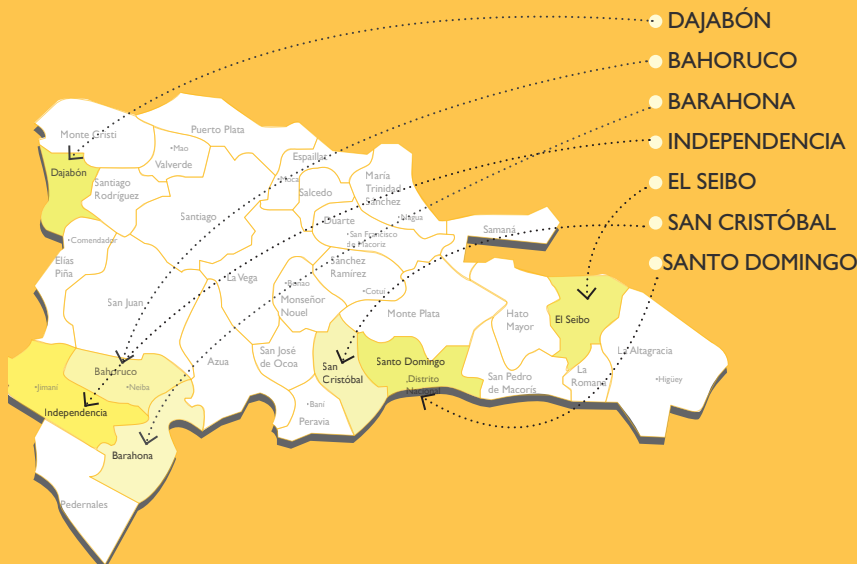 DAJABÓN
BAHORUCO
BARAHONA
INDEPENDENCIA
EL SEIBO
SAN CRISTÓBAL
SANTO DOMINGO
Monte Cristi
Puerto Plata
•Mao
Valverde
Espaillat
Dajabón
Santiago
Rodríguez
•Moca
Salcedo
María
Trinidad
Sánchez
Santiago
Duarte
•Nagua
•San Francisco
de Macoríz
Samaná
•Comendador
Elías
Piña
La Vega
•Bonao
Sánchez
Ramírez
•Cotuí
San Juan
Monseñor
Nouel
Monte Plata
Hato
Mayor
El Seibo
La Altagracia
•Higüey
Azua
San José
de Ocoa
San
Cristóbal
Santo Domingo
•Distrito
Nacional
San Pedro
de Macorís
La
Romana
Bahoruco
•Neiba
•Jimaní
Independencia
•Baní
Peravia
Barahona
Pedernales